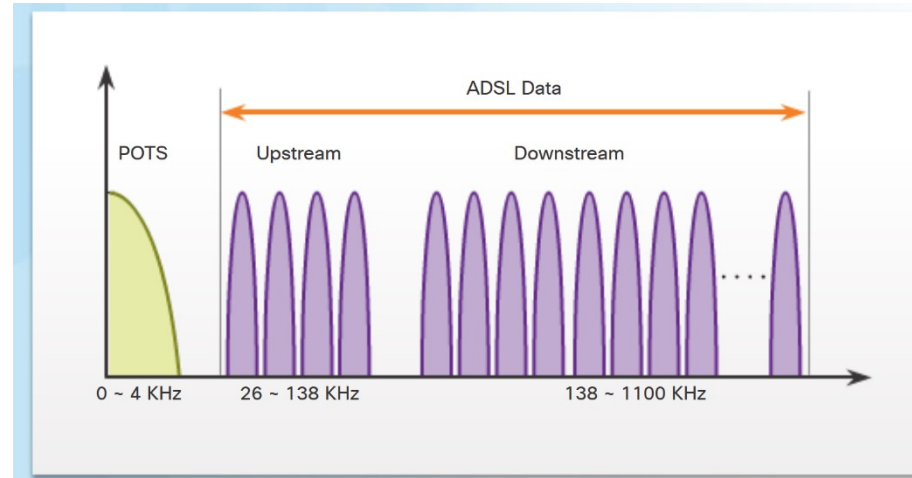 ADSL Data
POTS Upstream Downstream
0 ~ 4 KHz 26 ~ 138 KHz 138 ~ 1100 KHz